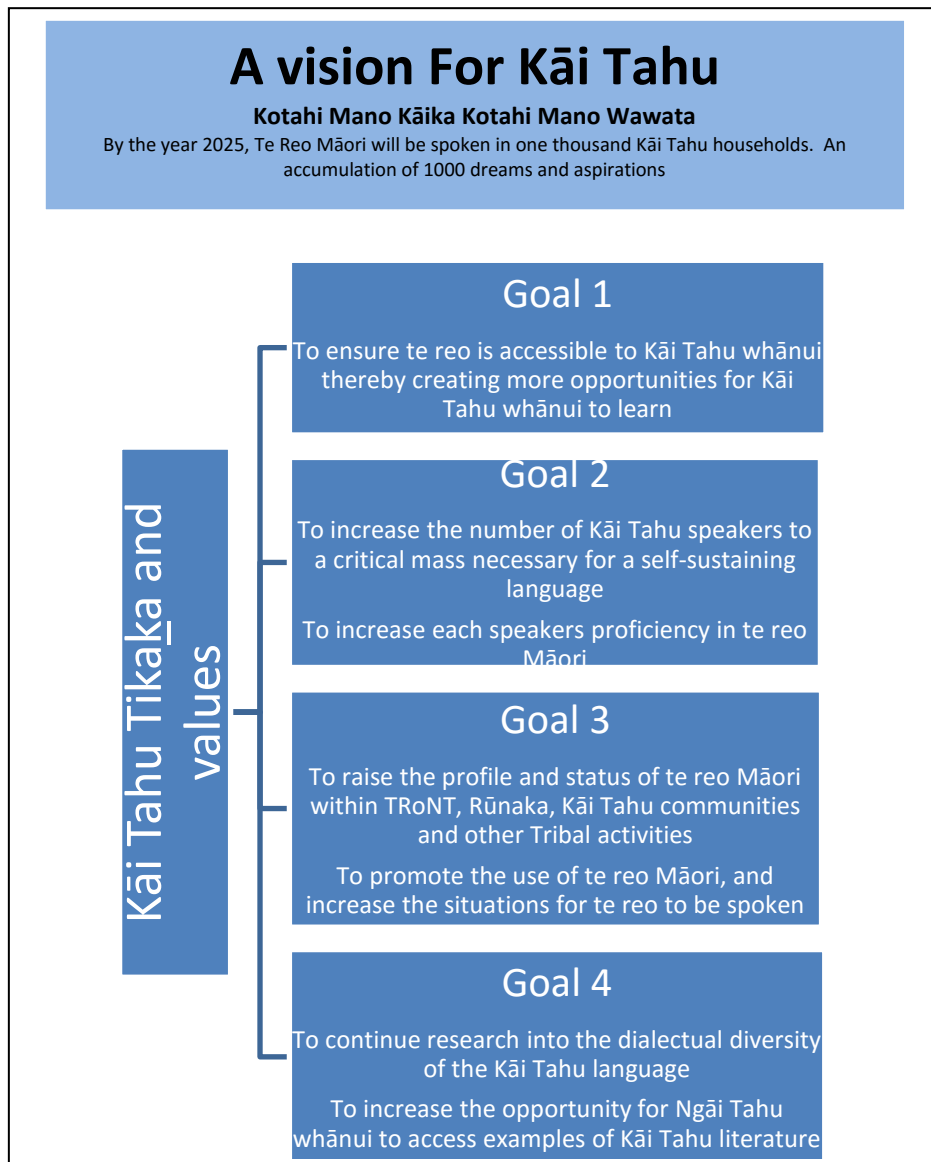 A vision For Kāi Tahu
Kotahi Mano Kāika Kotahi Mano Wawata
By the year 2025, Te Reo Māori will be spoken in one thousand Kāi Tahu households.  An
accumulation of 1000 dreams and aspirations
Kāi Tahu Tikaḵa and
values
Goal 1
To ensure te reo is accessible to Kāi Tahu whānui
thereby creating more opportunities for Kāi
Tahu whānui to learn
Goal 2
To increase the number of Kāi Tahu speakers to
a critical mass necessary for a self-sustaining
language
To increase each speakers proficiency in te reo
Māori
Goal 3
To raise the profile and status of te reo Māori
within TRoNT, Rūnaka, Kāi Tahu communities
and other Tribal activities
To promote the use of te reo Māori, and
increase the situations for te reo to be spoken
Goal 4
To continue research into the dialectual diversity
of the Kāi Tahu language
To increase the opportunity for Ngāi Tahu
whānui to access examples of Kāi Tahu literature